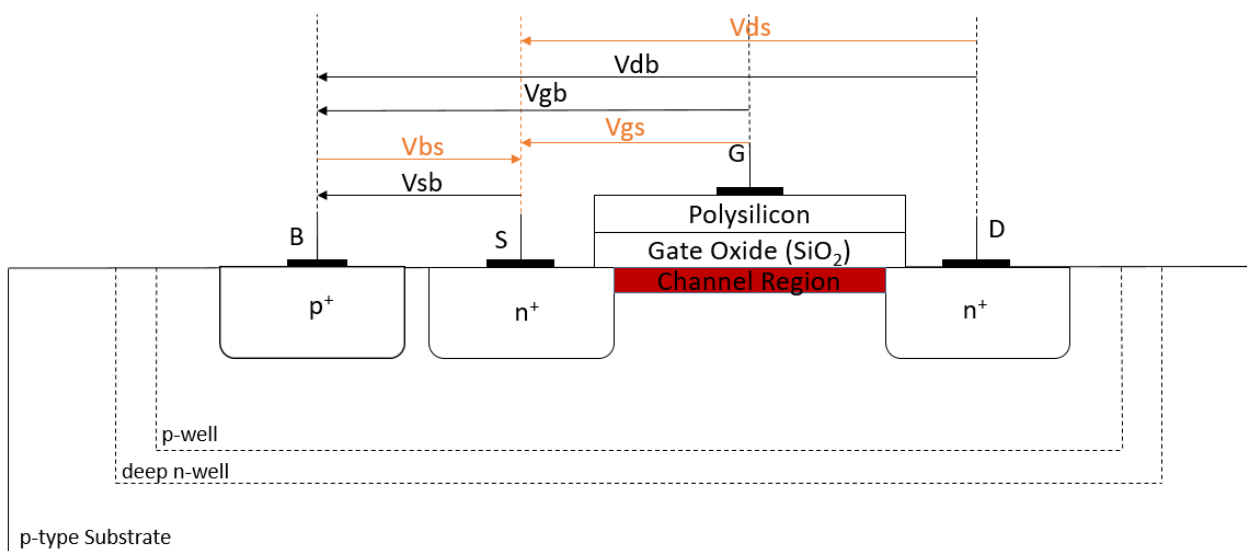 Vds
Vdb
Vgb
Vgs
Vbs
G
Vsb
Polysilicon
B
S
D
Gate Oxide (SiO₂)
Channel Region
p⁺
n⁺
n⁺
p-well
deep n-well
p-type Substrate